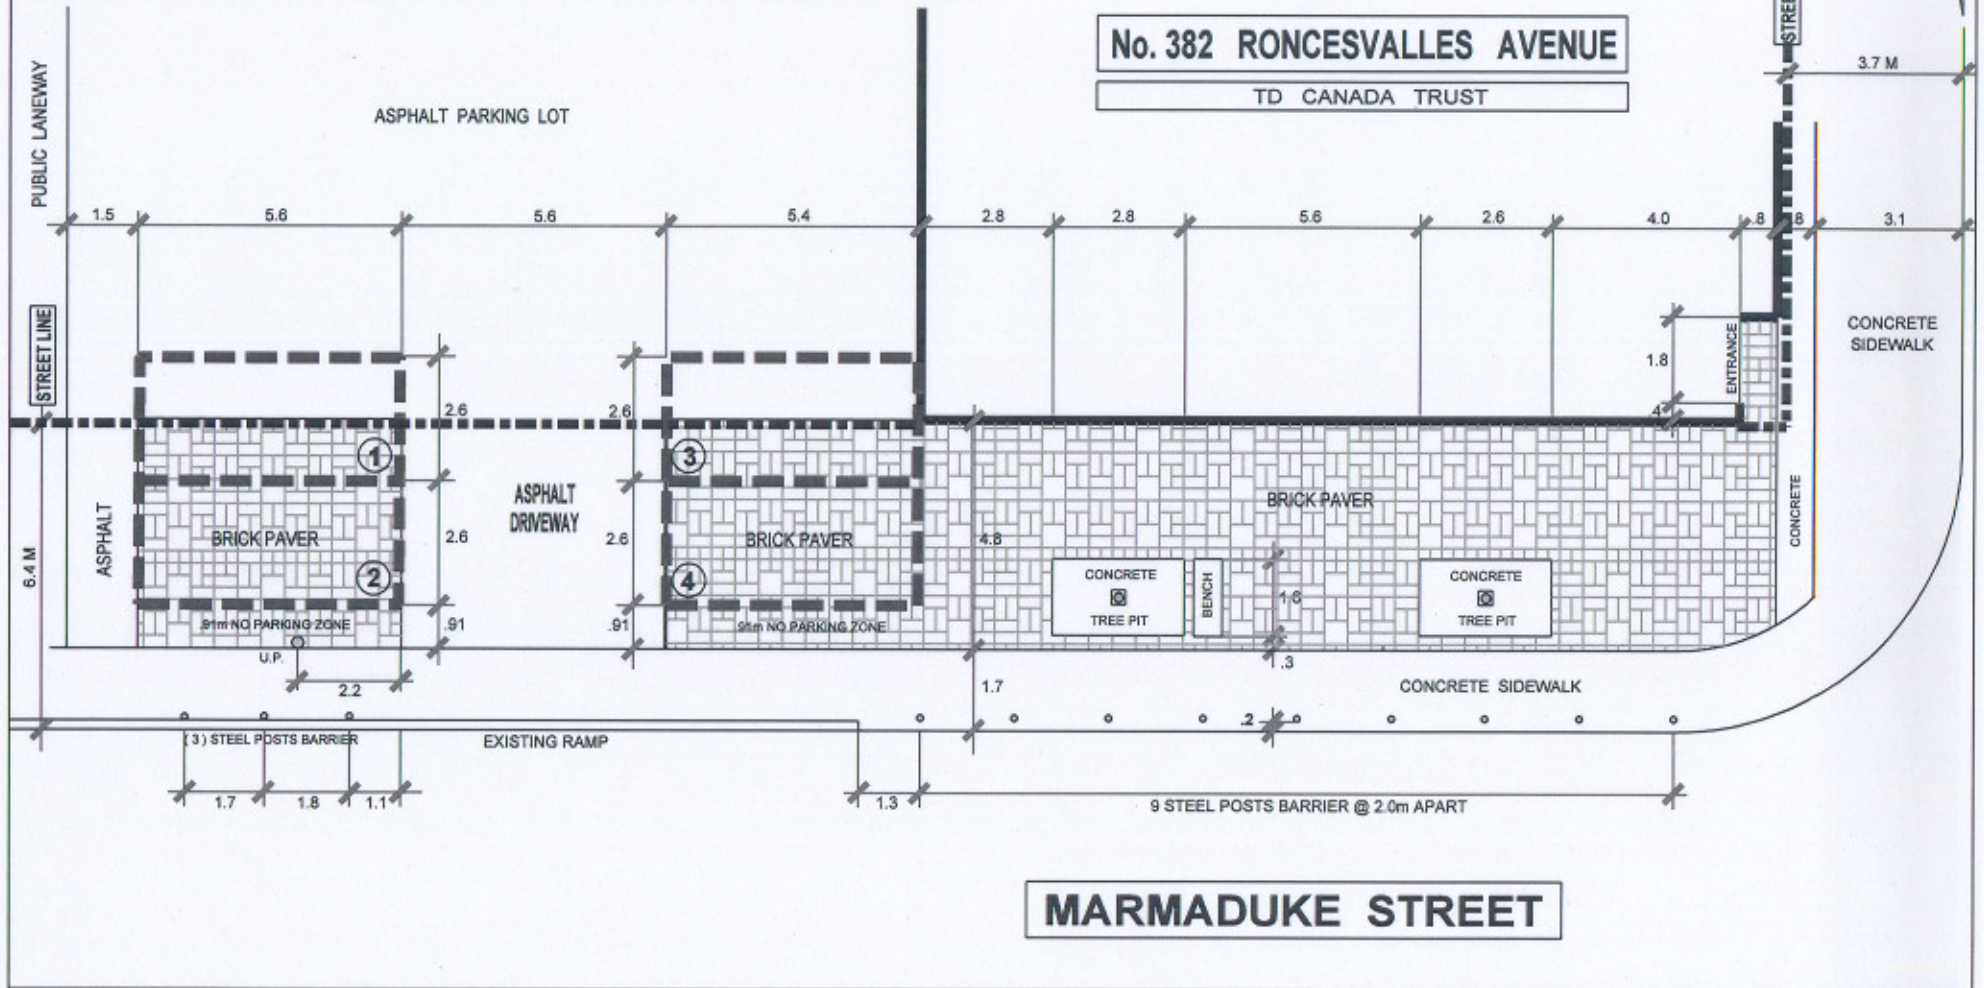 No. 382 RONCESVALLES AVENUE
TD CANADA TRUST
3.7 M
PUBLIC LANEWAY
ASPHALT PARKING LOT
1.5
5.6
5.6
5.4
2.8
2.8
5.6
2.6
4.0
.8
.8
3.1
STREET LINE
ENTRANCE
1.8
.4
CONCRETE
SIDEWALK
2.6
2.6
1
3
ASPHALT
DRIVEWAY
ASPHALT
BRICK PAVER
2.6
2.6
BRICK PAVER
4.8
BRICK PAVER
CONCRETE
6.4 M
2
4
CONCRETE
TREE PIT
BENCH
CONCRETE
TREE PIT
.91m NO PARKING ZONE
.91
.91
.91m NO PARKING ZONE
U.P.
2.2
.3
1.7
CONCRETE SIDEWALK
.2
( 3 ) STEEL POSTS BARRIER
EXISTING RAMP
1.7
1.8
1.1
1.3
9 STEEL POSTS BARRIER @ 2.0m APART
MARMADUKE STREET